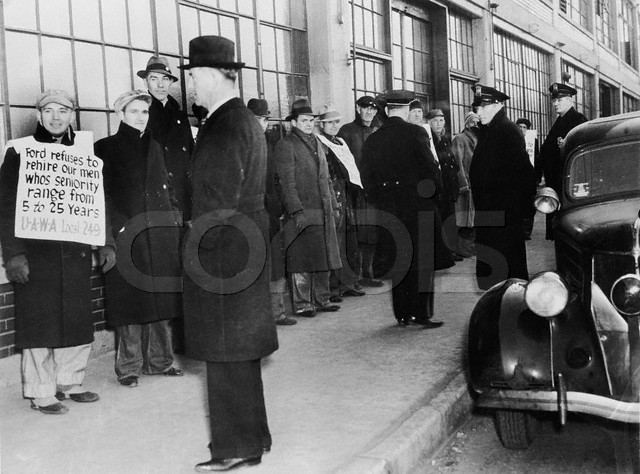 Ford refuses to
rehire our men
whos seniority
range from
5 to 25 Years
U-A-W-A Local 249
corbis